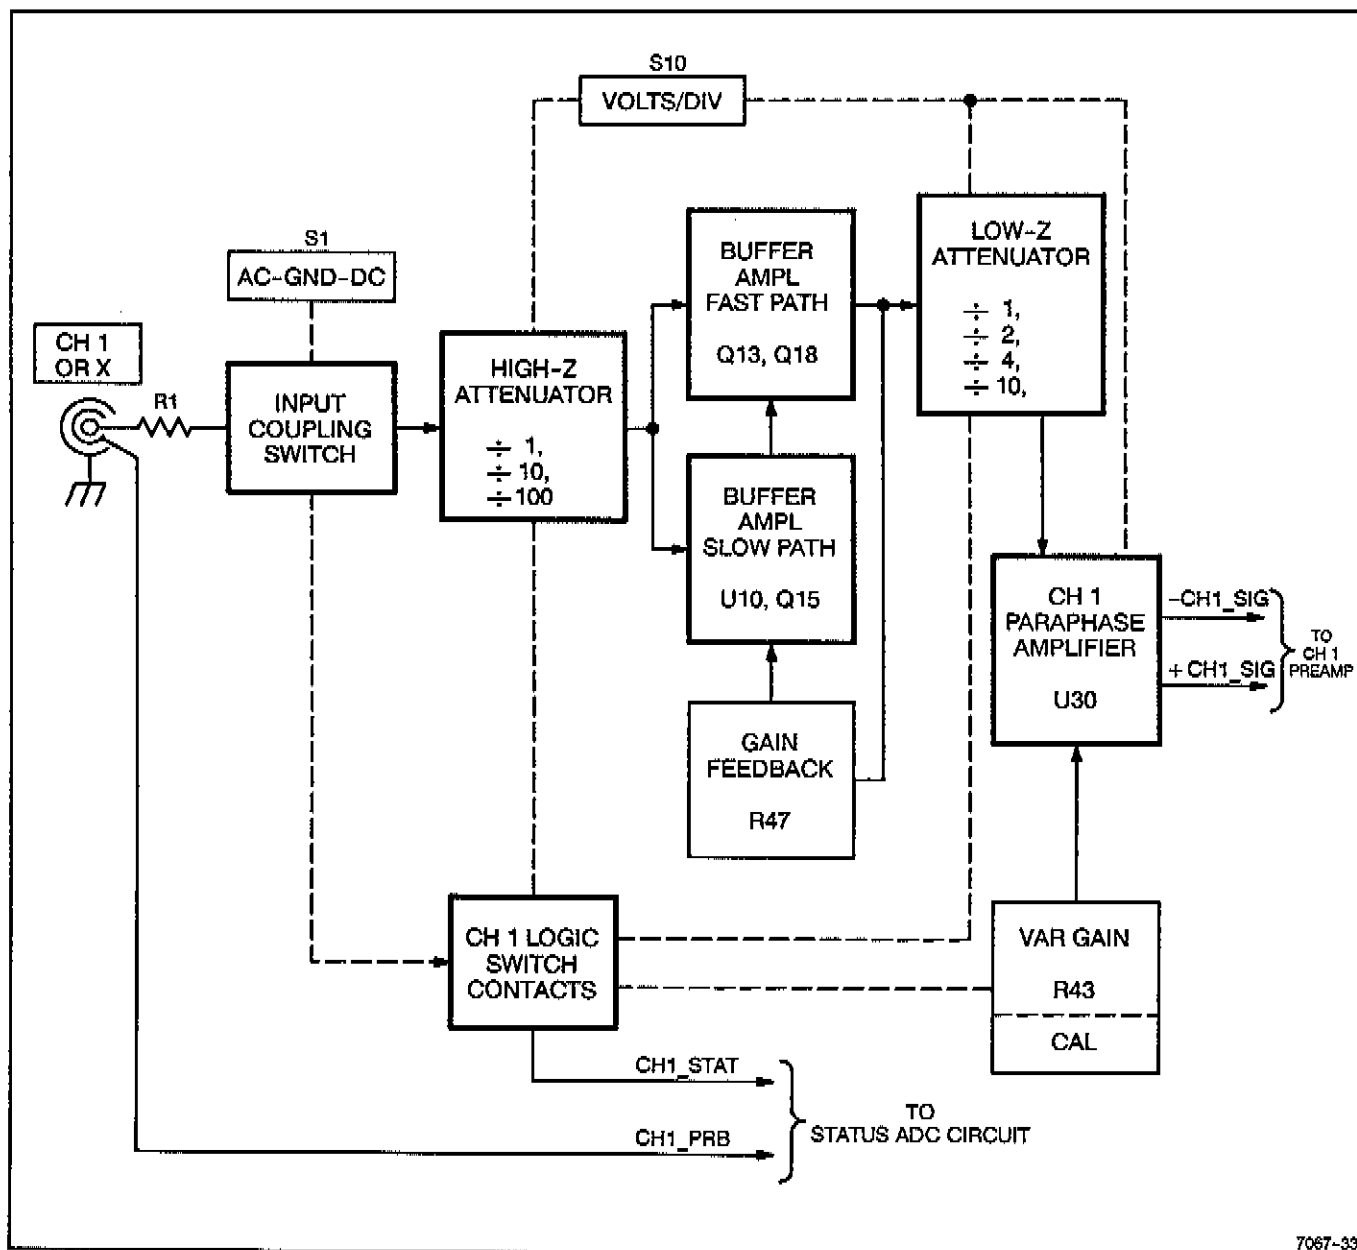 S10
VOLTS/DIV
S1
AC-GND-DC
CH 1
OR X
R1
INPUT
COUPLING
SWITCH
HIGH-Z
ATTENUATOR
÷ 1,
÷ 10,
÷ 100
BUFFER
AMPL
FAST PATH
Q13, Q18
BUFFER
AMPL
SLOW PATH
U10, Q15
GAIN
FEEDBACK
R47
LOW-Z
ATTENUATOR
÷ 1,
÷ 2,
÷ 4,
÷ 10,
CH 1
PARAPHASE
AMPLIFIER
U30
-CH1_SIG
+ CH1_SIG
TO
CH 1
PREAMP
VAR GAIN
R43
CAL
CH 1 LOGIC
SWITCH
CONTACTS
CH1_STAT
CH1_PRB
TO
STATUS ADC CIRCUIT
7067-33